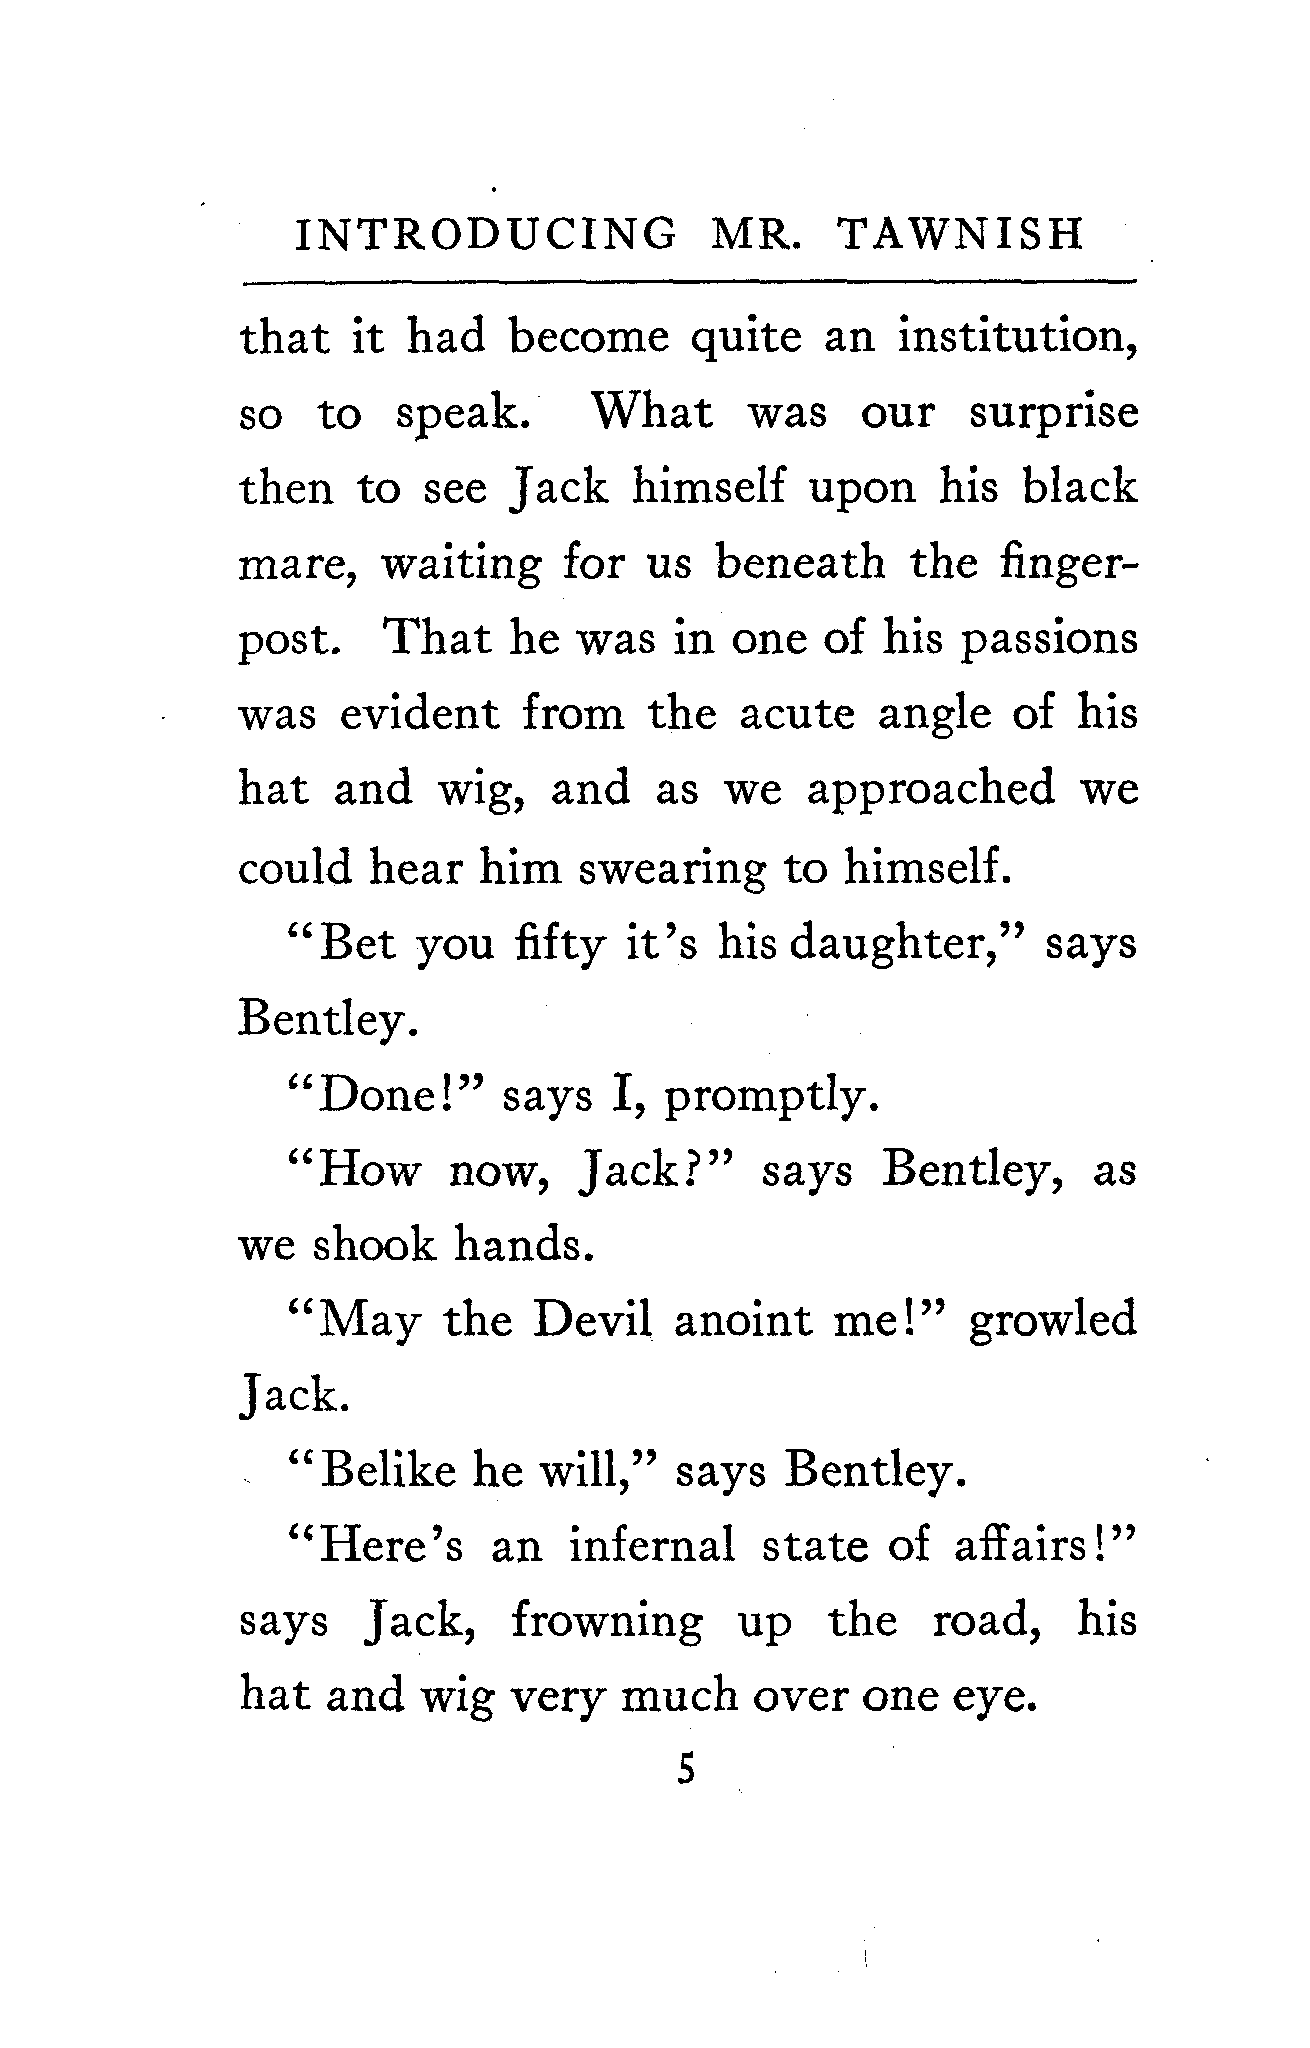 INTRODUCING MR. TAWNISH
that it had become quite an institution,
so to speak. What was our surprise
then to see Jack himself upon his black
mare, waiting for us beneath the finger-
post. That he was in one of his passions
was evident from the acute angle of his
hat and wig, and as we approached we
could hear him swearing to himself.
"Bet you fifty it's his daughter," says
Bentley.
"Done!" says I, promptly.
"How now, Jack?" says Bentley, as
we shook hands.
"May the Devil anoint me!" growled
Jack.
"Belike he will," says Bentley.
"Here's an infernal state of affairs!"
says Jack, frowning up the road, his
hat and wig very much over one eye.
5